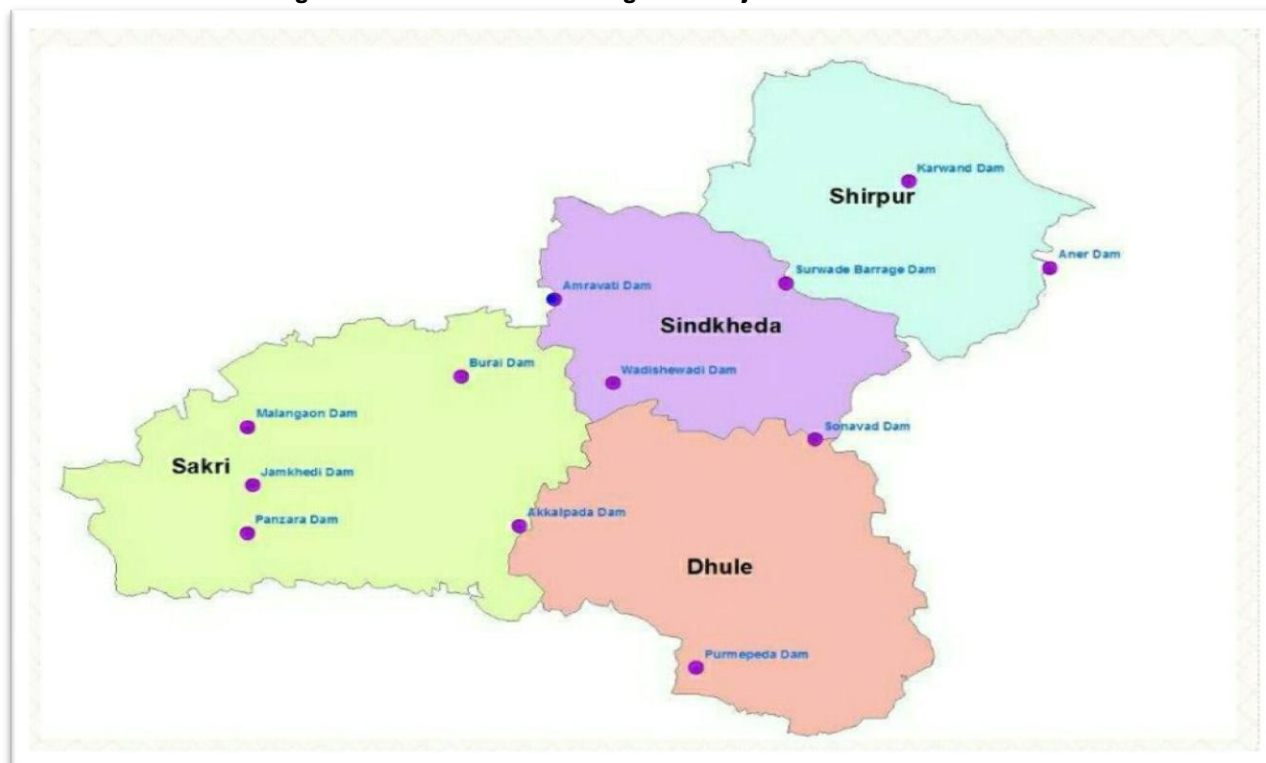 Karwand Dam
Shirpur
Aner Dam
Surwade Barrage Dam
Amravati Dam
Sindkheda
Burai Dam
Wadishewadi Dam
Malangaon Dam
Sonavad Dam
Sakri
Jamkhedi Dam
Panzara Dam
Akkalpada Dam
Dhule
Purmepeda Dam